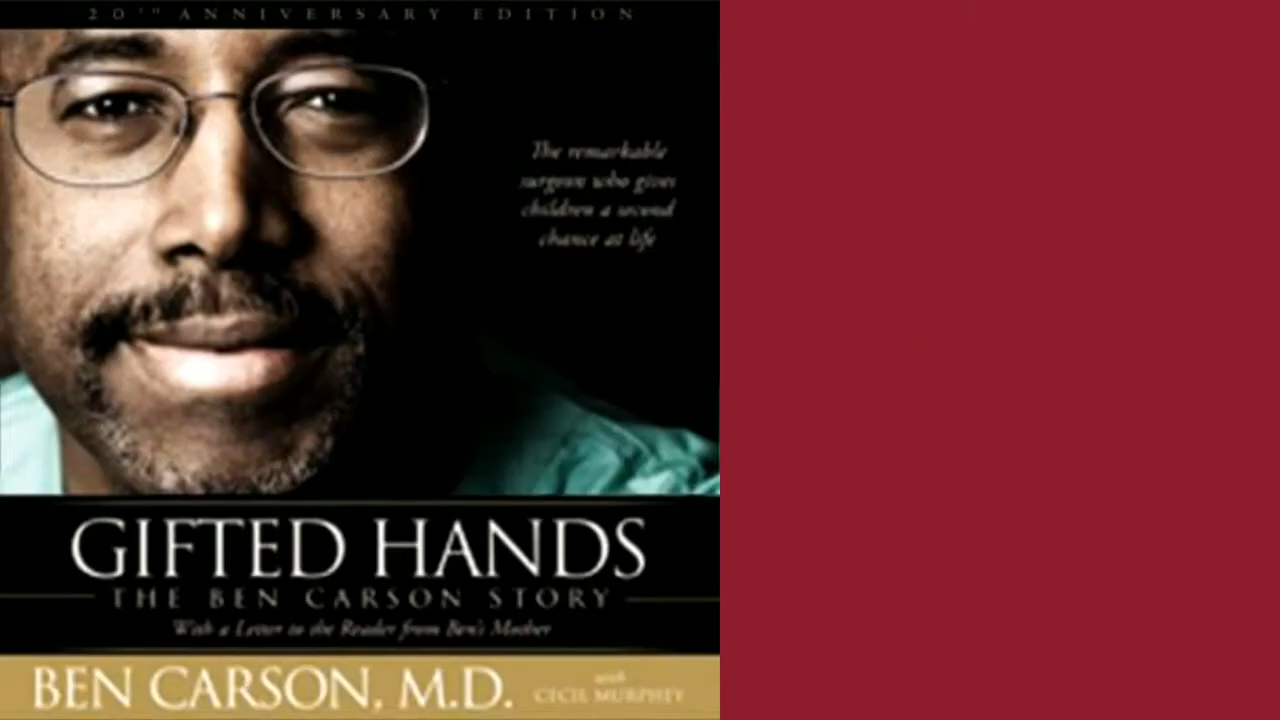 20TH ANNIVERSARY EDITION
The remarkable
surgeon who gives
children a second
chance at life
GIFTED HANDS
THE BEN CARSON STORY
With a Letter to the Reader from Ben's Mother
BEN CARSON, M.D.
with
CECIL MURPHEY